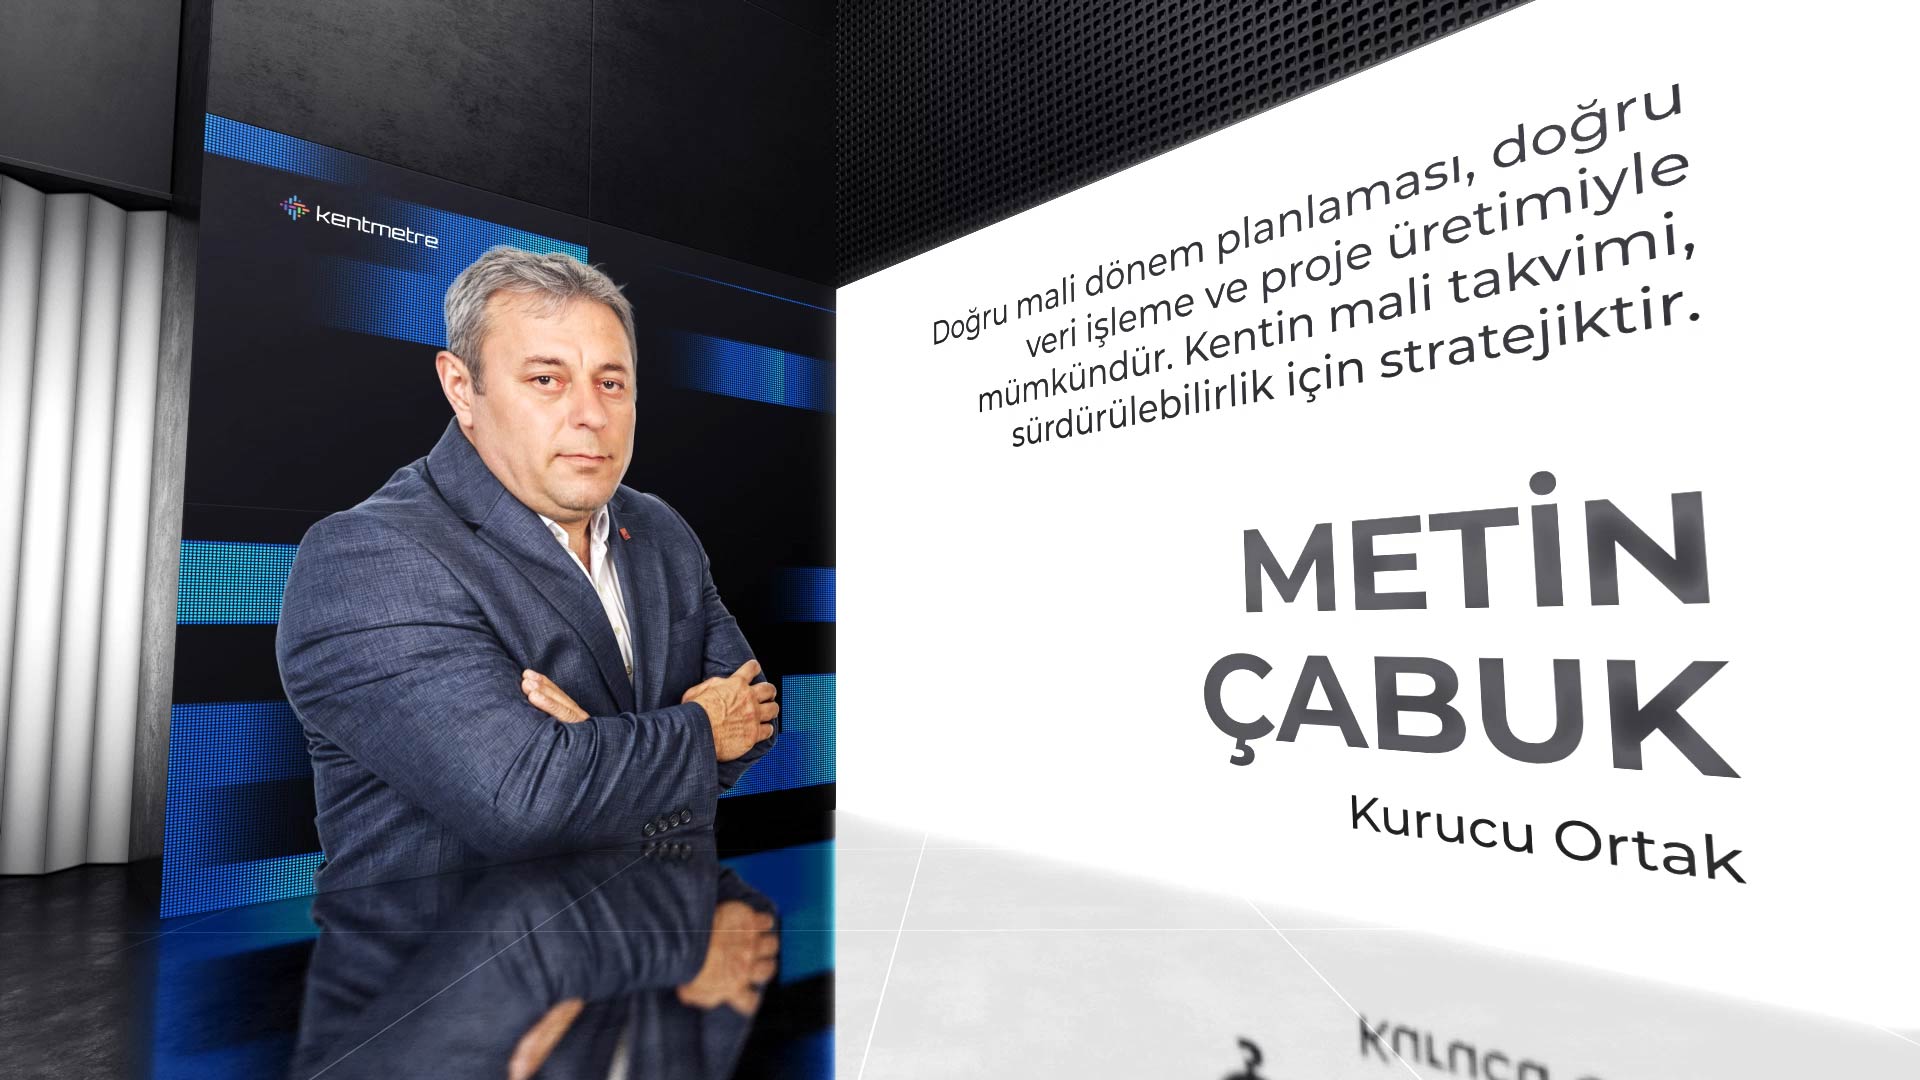 kentmetre
Doğru mali dönem planlaması, doğru
veri işleme ve proje üretimiyle
mümkündür. Kentin mali takvimi,
sürdürülebilirlik için stratejiktir.
METİN
ÇABUK
Kurucu Ortak